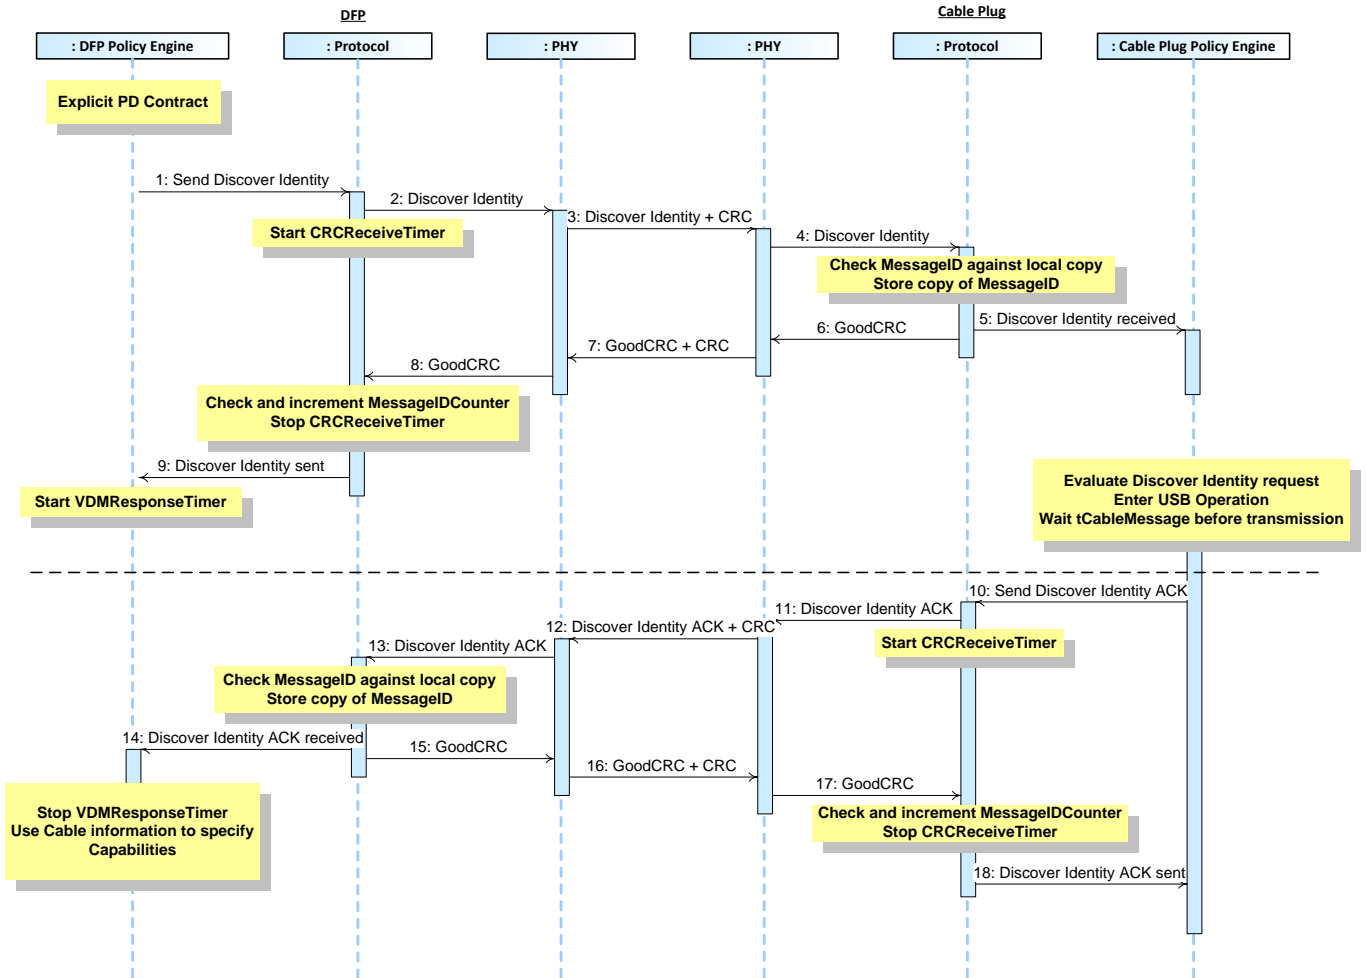 DFP
Cable Plug
: DFP Policy Engine
: Protocol
: PHY
: PHY
: Protocol
: Cable Plug Policy Engine
Explicit PD Contract
1: Send Discover Identity
2: Discover Identity
3: Discover Identity + CRC
Start CRCReceiveTimer
4: Discover Identity
Check MessageID against local copy
Store copy of MessageID
5: Discover Identity received
6: GoodCRC
7: GoodCRC + CRC
8: GoodCRC
Check and increment MessageIDCounter
Stop CRCReceiveTimer
9: Discover Identity sent
Start VDMResponseTimer
Evaluate Discover Identity request
Enter USB Operation
Wait tCableMessage before transmission
10: Send Discover Identity ACK
11: Discover Identity ACK
12: Discover Identity ACK + CRC
Start CRCReceiveTimer
13: Discover Identity ACK
Check MessageID against local copy
Store copy of MessageID
14: Discover Identity ACK received
15: GoodCRC
16: GoodCRC + CRC
17: GoodCRC
Stop VDMResponseTimer
Use Cable information to specify
Capabilities
Check and increment MessageIDCounter
Stop CRCReceiveTimer
18: Discover Identity ACK sent